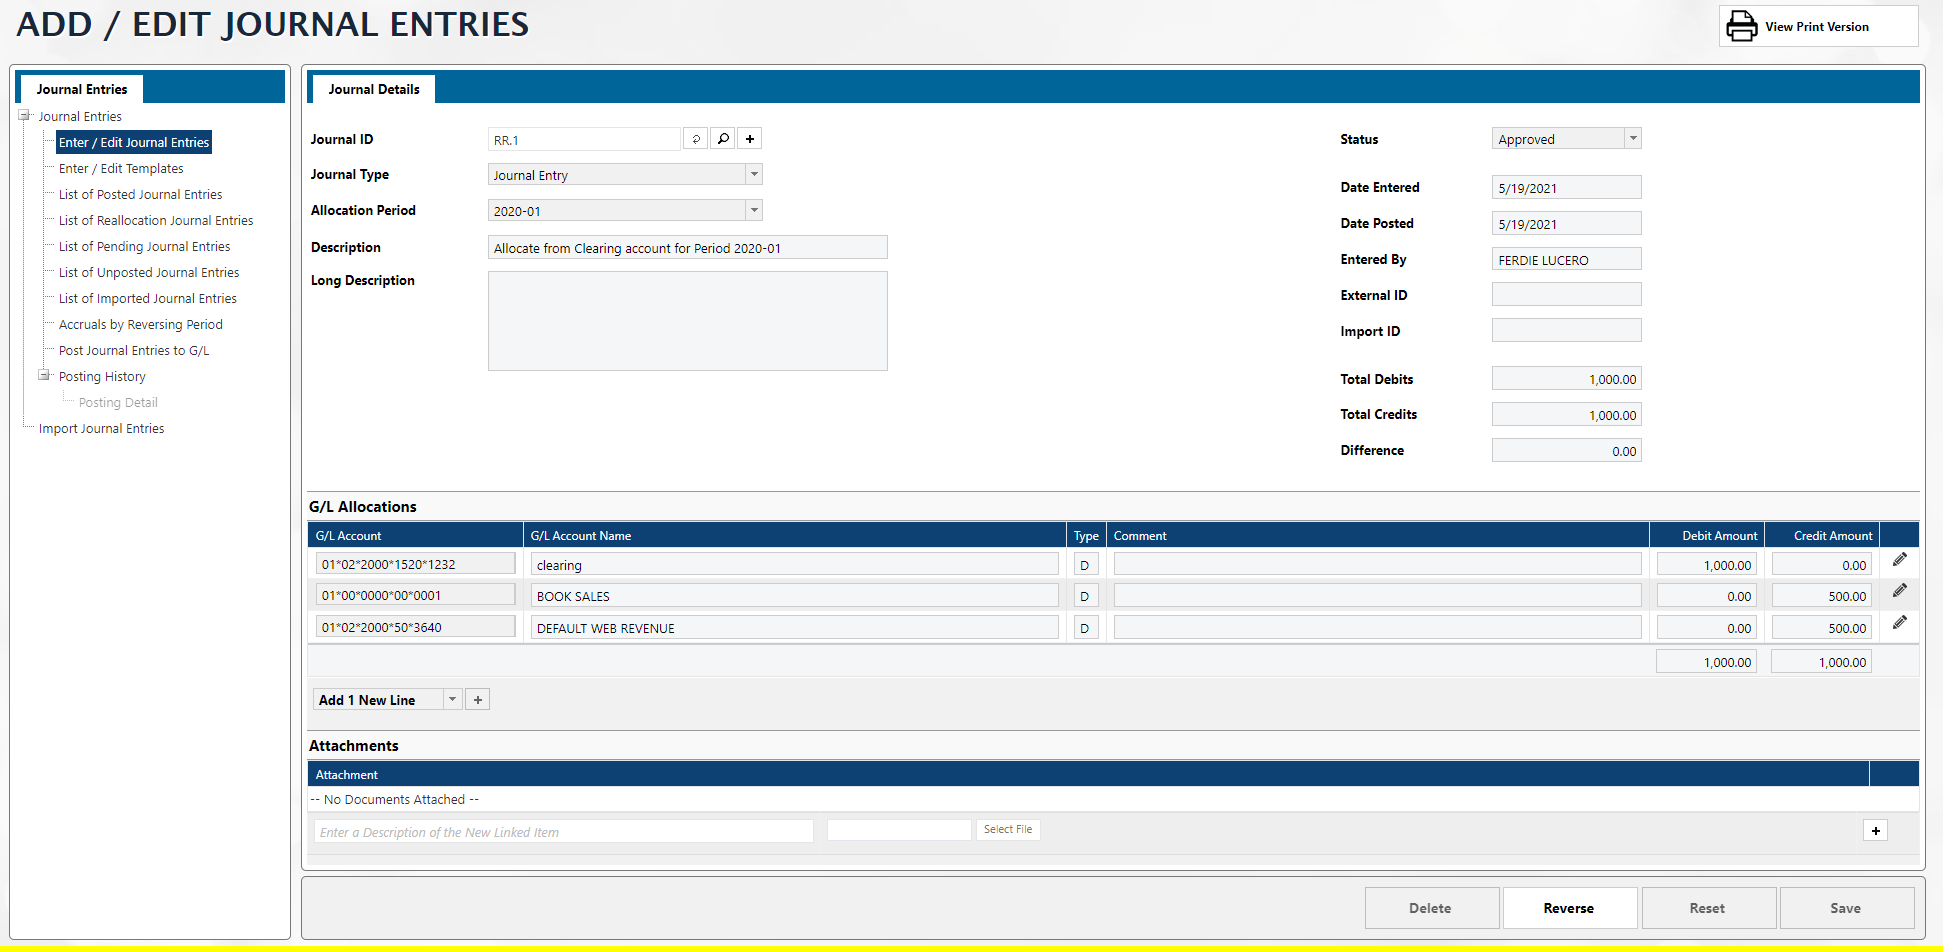 ADD / EDIT JOURNAL ENTRIES
View Print Version
Journal Entries
Journal Entries
Enter / Edit Journal Entries
Enter / Edit Templates
List of Posted Journal Entries
List of Reallocation Journal Entries
List of Pending Journal Entries
List of Unposted Journal Entries
List of Imported Journal Entries
Accruals by Reversing Period
Post Journal Entries to G/L
Posting History
Posting Detail
Import Journal Entries
Journal Details
Journal ID RR.1
Journal Type Journal Entry
Allocation Period 2020-01
Description Allocate from Clearing account for Period 2020-01
Long Description
Status Approved
Date Entered 5/19/2021
Date Posted 5/19/2021
Entered By FERDIE LUCERO
External ID
Import ID
Total Debits 1,000.00
Total Credits 1,000.00
Difference 0.00
G/L Allocations
G/L Account G/L Account Name Type Comment Debit Amount Credit Amount
01*02*2000*1520*1232 clearing D 1,000.00 0.00
01*00*0000*00*0001 BOOK SALES D 0.00 500.00
01*02*2000*50*3640 DEFAULT WEB REVENUE D 0.00 500.00
1,000.00 1,000.00
Add 1 New Line
Attachments
Attachment
-- No Documents Attached --
Enter a Description of the New Linked Item Select File
Delete Reverse Reset Save